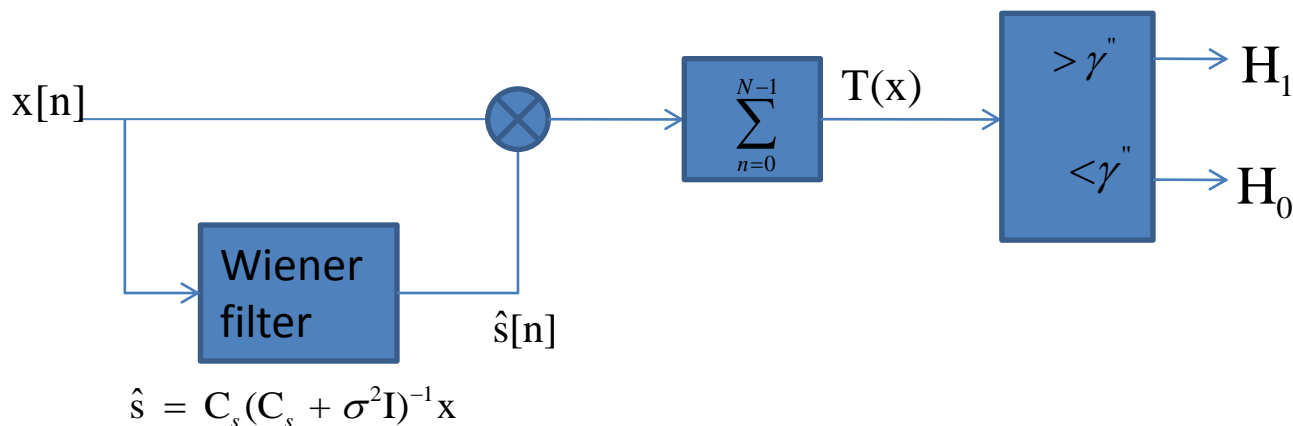 x[n]
N−1
∑
n=0
T(x)
> γ"
< γ"
H₁
H₀
Wiener
filter
ŝ[n]
ŝ = Cₛ(Cₛ + σ²I)⁻¹x